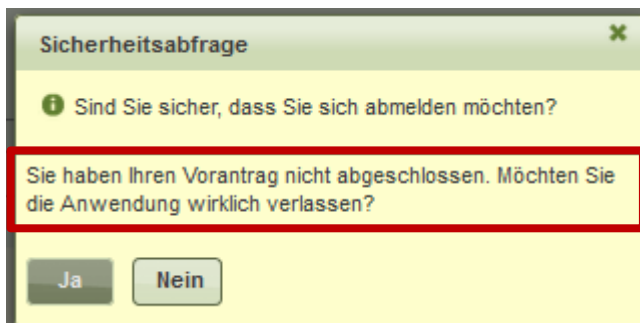 Sicherheitsabfrage
Sind Sie sicher, dass Sie sich abmelden möchten?
Sie haben Ihren Vorantrag nicht abgeschlossen. Möchten Sie
die Anwendung wirklich verlassen?
Ja
Nein